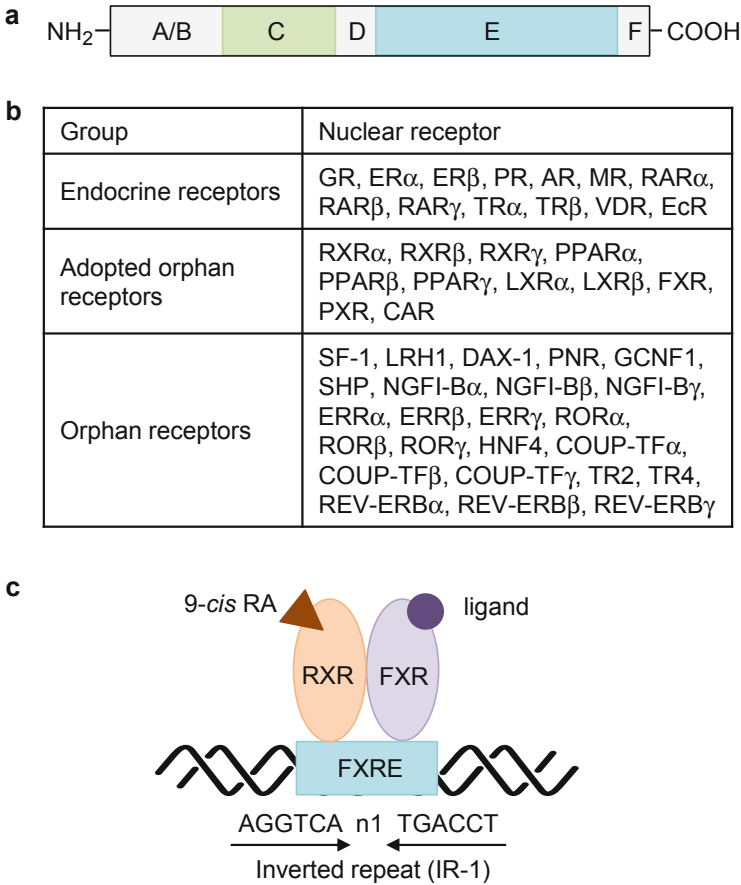 a
NH2 A/B C D E F COOH
b
Group Nuclear receptor
Endocrine receptors
GR, ERα, ERβ, PR, AR, MR, RARα,
RARβ, RARγ, TRα, TRβ, VDR, EcR
Adopted orphan
receptors
RXRα, RXRβ, RXRγ, PPARα,
PPARβ, PPARγ, LXRα, LXRβ, FXR,
PXR, CAR
Orphan receptors
SF-1, LRH1, DAX-1, PNR, GCNF1,
SHP, NGFI-Bα, NGFI-Bβ, NGFI-Bγ,
ERRα, ERRβ, ERRγ, RORα,
RORβ, RORγ, HNF4, COUP-TFα,
COUP-TFβ, COUP-TFγ, TR2, TR4,
REV-ERBα, REV-ERBβ, REV-ERBγ
c
9-cis RA ligand
RXR FXR
FXRE
AGGTCA n1 TGACCT
Inverted repeat (IR-1)